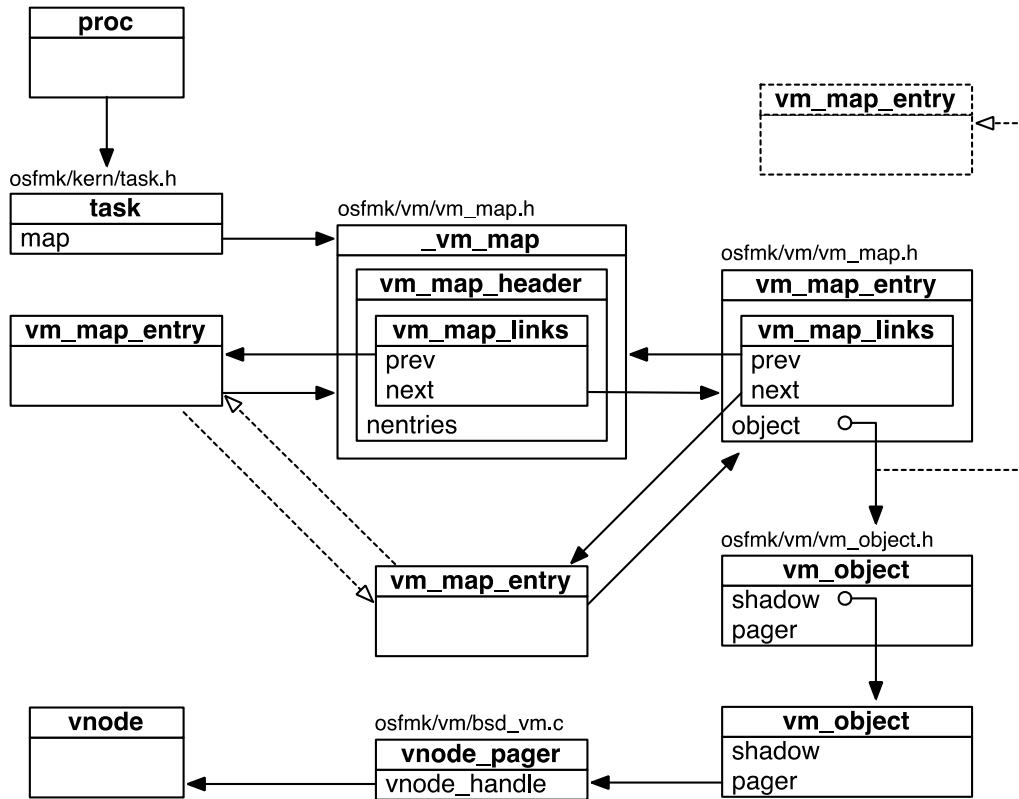 proc
vm_map_entry
osfmk/kern/task.h
task
map
osfmk/vm/vm_map.h
_vm_map
vm_map_header
vm_map_links
prev
next
nentries
osfmk/vm/vm_map.h
vm_map_entry
vm_map_links
prev
next
object
vm_map_entry
vm_map_entry
osfmk/vm/vm_object.h
vm_object
shadow
pager
vm_object
shadow
pager
osfmk/vm/bsd_vm.c
vnode_pager
vnode_handle
vnode